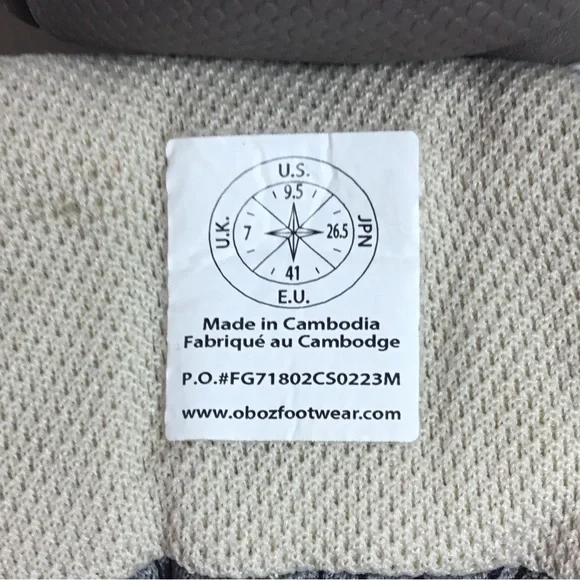 U.S.
9.5
U.K.
7
26.5
JPN
41
E.U.
Made in Cambodia
Fabriqué au Cambodge
P.O.#FG71802CS0223M
www.obozfootwear.com